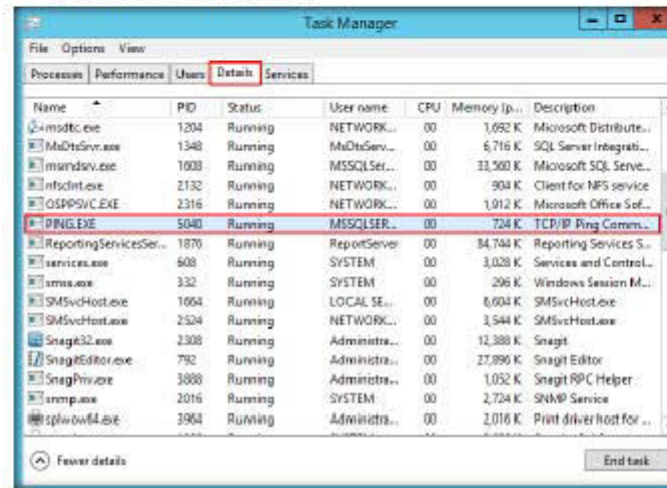 Task Manager
File Options View
Processes Performance Users Details Services
Name PID Status User name CPU Memory (p... Description
msdtc.exe 1204 Running NETWORK... 00 1,692 K Microsoft Distribute...
MsDtsSrvr.exe 1348 Running MsDtsServ... 00 6,716 K SQL Server Integrati...
msmdsrv.exe 1608 Running MSSQLSer... 00 33,560 K Microsoft SQL Serve...
nfsclnt.exe 2132 Running NETWORK... 00 904 K Client for NFS service
OSPPSVC.EXE 2316 Running NETWORK... 00 1,912 K Microsoft Office Sof...
PING.EXE 5040 Running MSSQLSER... 00 724 K TCP/IP Ping Comm...
ReportingServicesSer... 1876 Running ReportServer 00 84,744 K Reporting Services S...
services.exe 608 Running SYSTEM 00 3,028 K Services and Control...
smss.exe 332 Running SYSTEM 00 296 K Windows Session M...
SMSvcHost.exe 1664 Running LOCAL SE... 00 6,604 K SMSvcHost.exe
SMSvcHost.exe 2524 Running NETWORK... 00 3,544 K SMSvcHost.exe
Snagit32.exe 2308 Running Administra... 00 12,388 K Snagit
SnagitEditor.exe 792 Running Administra... 00 27,896 K Snagit Editor
SnagPriv.exe 3888 Running Administra... 00 1,052 K Snagit RPC Helper
snmp.exe 2016 Running SYSTEM 00 2,724 K SNMP Service
splwow64.exe 3964 Running Administra... 00 2,016 K Print driver host for ...
Fewer details End task